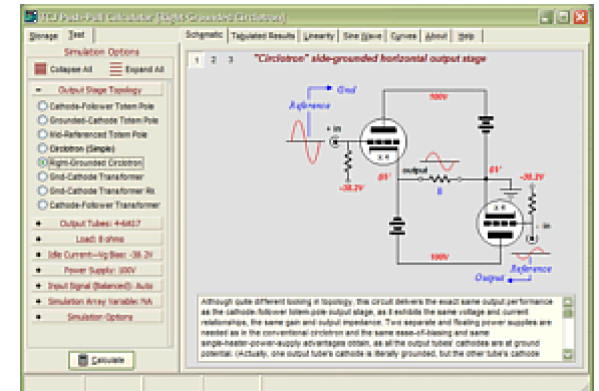 TCJ Push-Pull Calculator [Right-Grounded Circlotron]
Storage Test
Schematic Tabulated Results Linearity Sine Wave Curves About Help
Simulation Options
Collapse All Expand All
- Output Stage Topology
Cathode-Follower Totem Pole
Grounded-Cathode Totem Pole
Mid-Referenced Totem Pole
Circlotron (Simple)
Right-Grounded Circlotron
Gnd-Cathode Transformer
Gnd-Cathode Transformer Rk
Cathode-Follower Transformer
+ Output Tubes: 4-6AS7
+ Load: 8 ohms
+ Idle Current—Vg Bias: -38.2V
+ Power Supply: 100V
+ Input Signal (Balanced): Auto
+ Simulation Array Variable: NA
+ Simulation Options
Calculate
1 2 3 "Circlotron" side-grounded horizontal output stage
Gnd
Reference
100V
+ in
x 4
-38.2V
output
0V
0V
-38.2V
8
x 4
- in
100V
Reference
Output
Although quite different looking in topology, this circuit delivers the exact same output performance
as the cathode follower totem pole output stage, as it exhibits the same voltage and current
relationships, the same gain and output impedance. Two separate and floating power supplies are
needed as in the conventional circlotron and the same ease-of-biasing and same
single-heater-power-supply advantages obtain, as all the output tubes' cathodes are at ground
potential. (Actually, one output tube's cathode is literally grounded, but the other tube's cathode